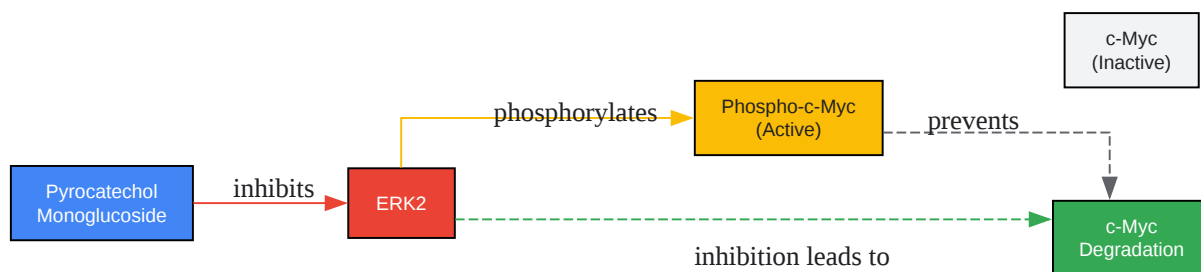 c-Myc
(Inactive)
phosphorylates
Phospho-c-Myc
(Active)
prevents
Pyrocatechol
Monoglucoside
inhibits
ERK2
inhibition leads to
c-Myc
Degradation